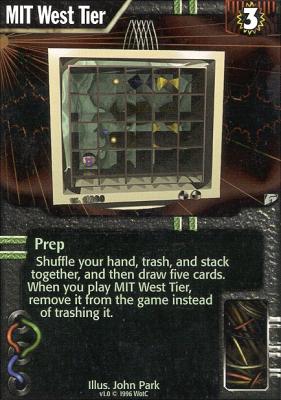 MIT West Tier
3
Prep
Shuffle your hand, trash, and stack
together, and then draw five cards.
When you play MIT West Tier,
remove it from the game instead
of trashing it.
Illus. John Park
v1.0 © 1996 WotC